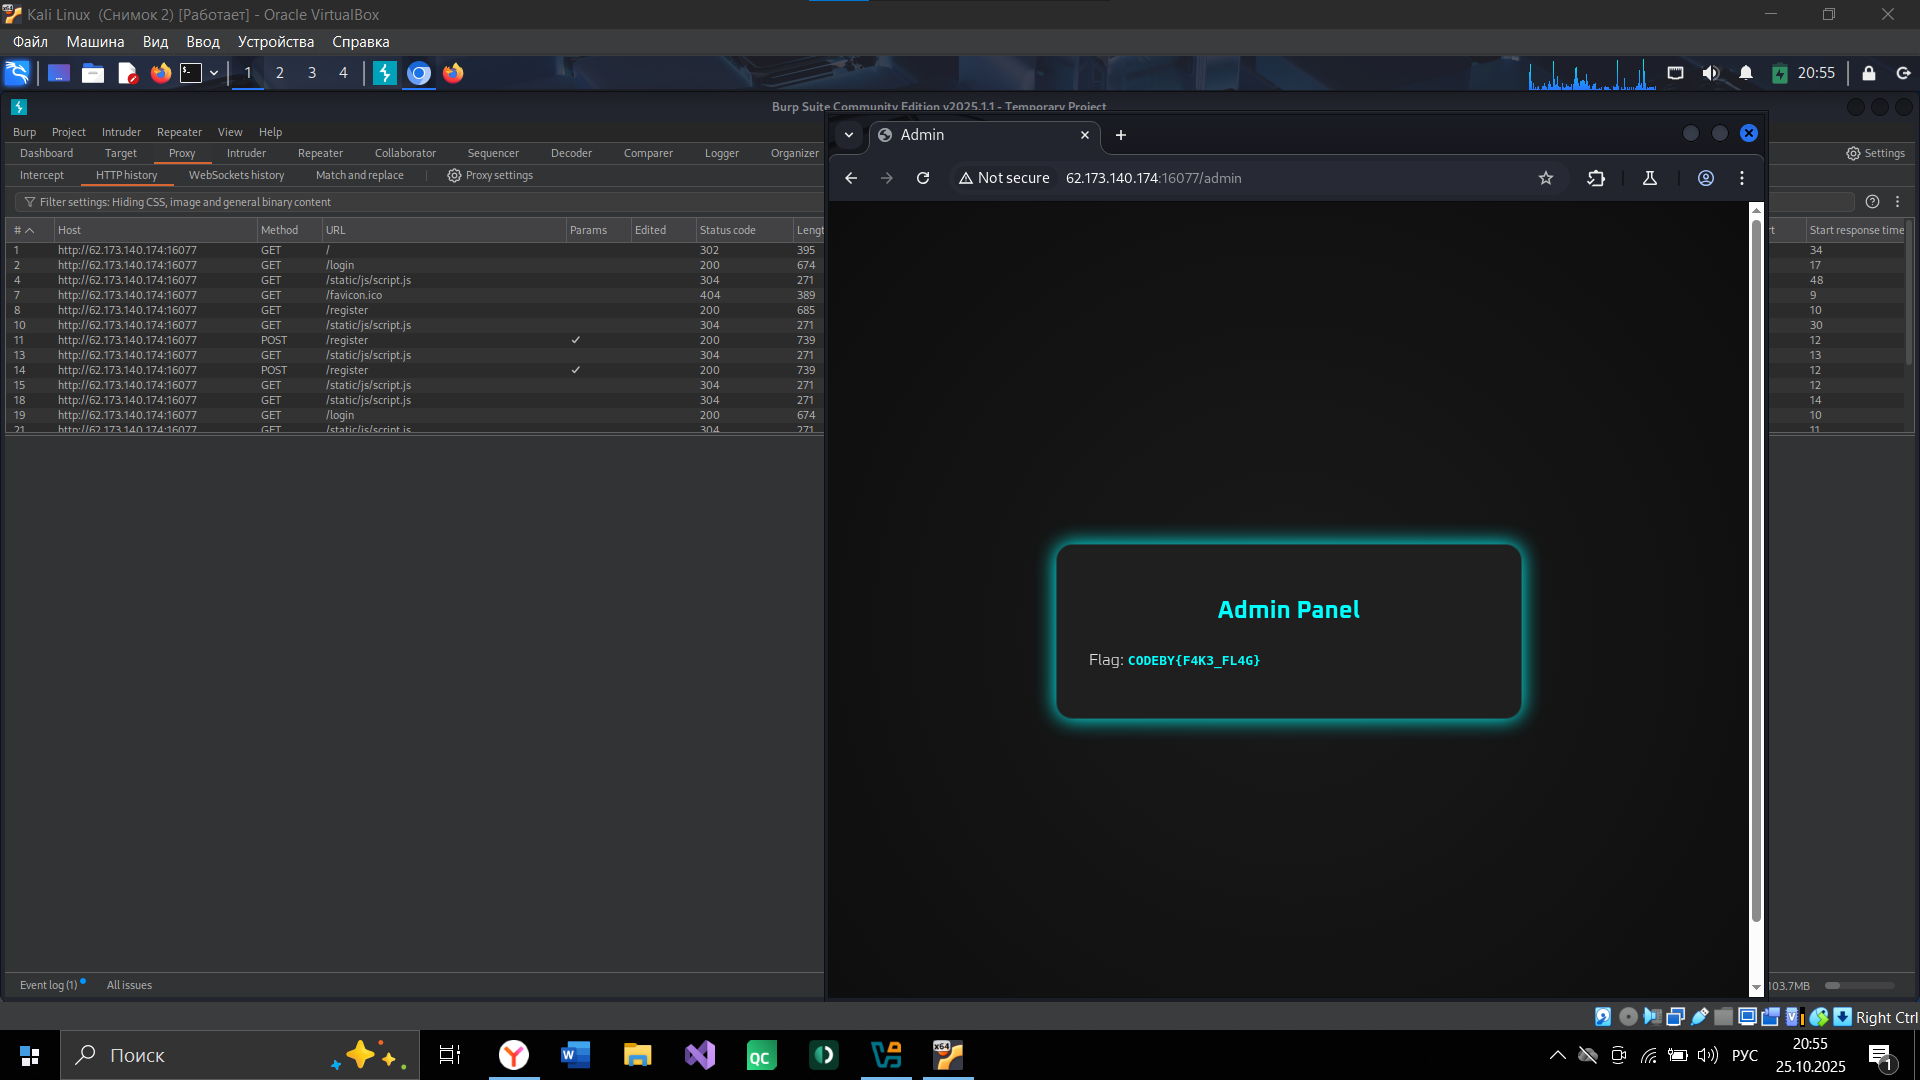 Kali Linux (Снимок 2) [Работает] - Oracle VirtualBox
Файл Машина Вид Ввод Устройства Справка
1 2 3 4 20:55
Burp Suite Community Edition v2025.1.1 - Temporary Project
Burp Project Intruder Repeater View Help
Dashboard Target Proxy Intruder Repeater Collaborator Sequencer Decoder Comparer Logger Organizer Settings
Intercept HTTP history WebSockets history Match and replace Proxy settings
Filter settings: Hiding CSS, image and general binary content
# Host Method URL Params Edited Status code Lengt rt Start response time
1 http://62.173.140.174:16077 GET / 302 395 34
2 http://62.173.140.174:16077 GET /login 200 674 17
4 http://62.173.140.174:16077 GET /static/js/script.js 304 271 48
7 http://62.173.140.174:16077 GET /favicon.ico 404 389 9
8 http://62.173.140.174:16077 GET /register 200 685 10
10 http://62.173.140.174:16077 GET /static/js/script.js 304 271 30
11 http://62.173.140.174:16077 POST /register ✓ 200 739 12
13 http://62.173.140.174:16077 GET /static/js/script.js 304 271 13
14 http://62.173.140.174:16077 POST /register ✓ 200 739 12
15 http://62.173.140.174:16077 GET /static/js/script.js 304 271 12
18 http://62.173.140.174:16077 GET /static/js/script.js 304 271 14
19 http://62.173.140.174:16077 GET /login 200 674 10
21 http://62.173.140.174:16077 GET /static/js/script.js 304 271 11
Admin
Not secure 62.173.140.174:16077/admin
Admin Panel
Flag: CODEBY{F4K3_FL4G}
Event log (1) All issues 103.7MB
Right Ctrl
Поиск
РУС
20:55
25.10.2025
1